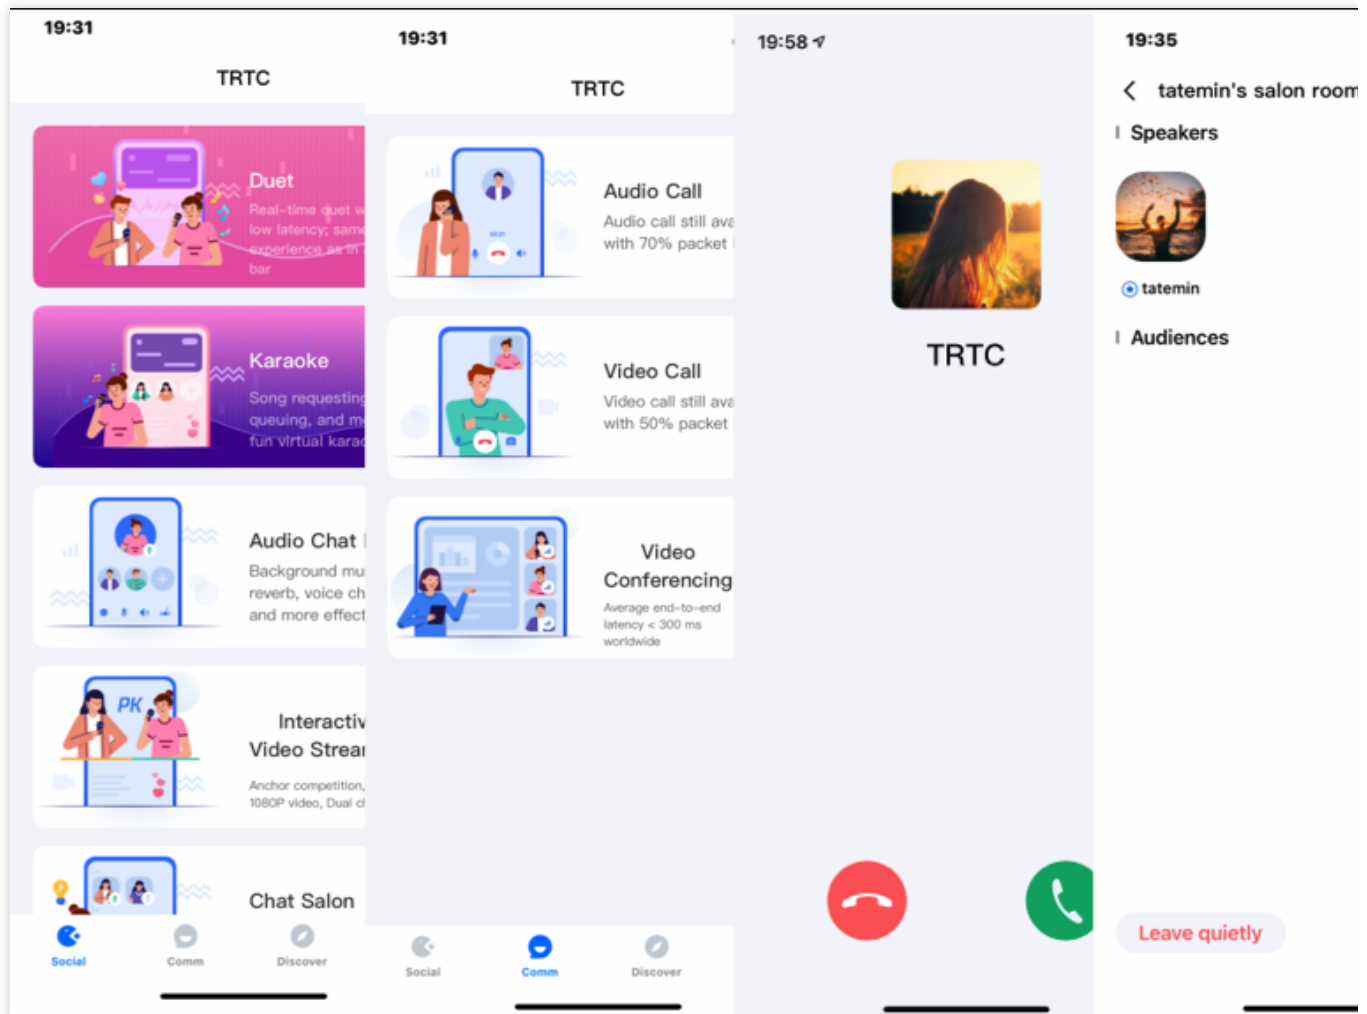 19:31
TRTC
Duet
Real-time duet w
low latency; same
experience as in
bar
Karaoke
Song requesting
queuing, and m
fun virtual karao
Audio Chat
Background mu
reverb, voice ch
and more effect
PK
Interactiv
Video Strea
Anchor competition,
1080P video, Dual c
Chat Salon
Social
Comm
Discover
19:31
TRTC
Audio Call
Audio call still ava
with 70% packet
Video Call
Video call still ava
with 50% packet
Video
Conferencing
Average end-to-end
latency < 300 ms
worldwide
Social
Comm
Discover
19:58
TRTC
19:35
tatemin's salon room
Speakers
tatemin
Audiences
Leave quietly